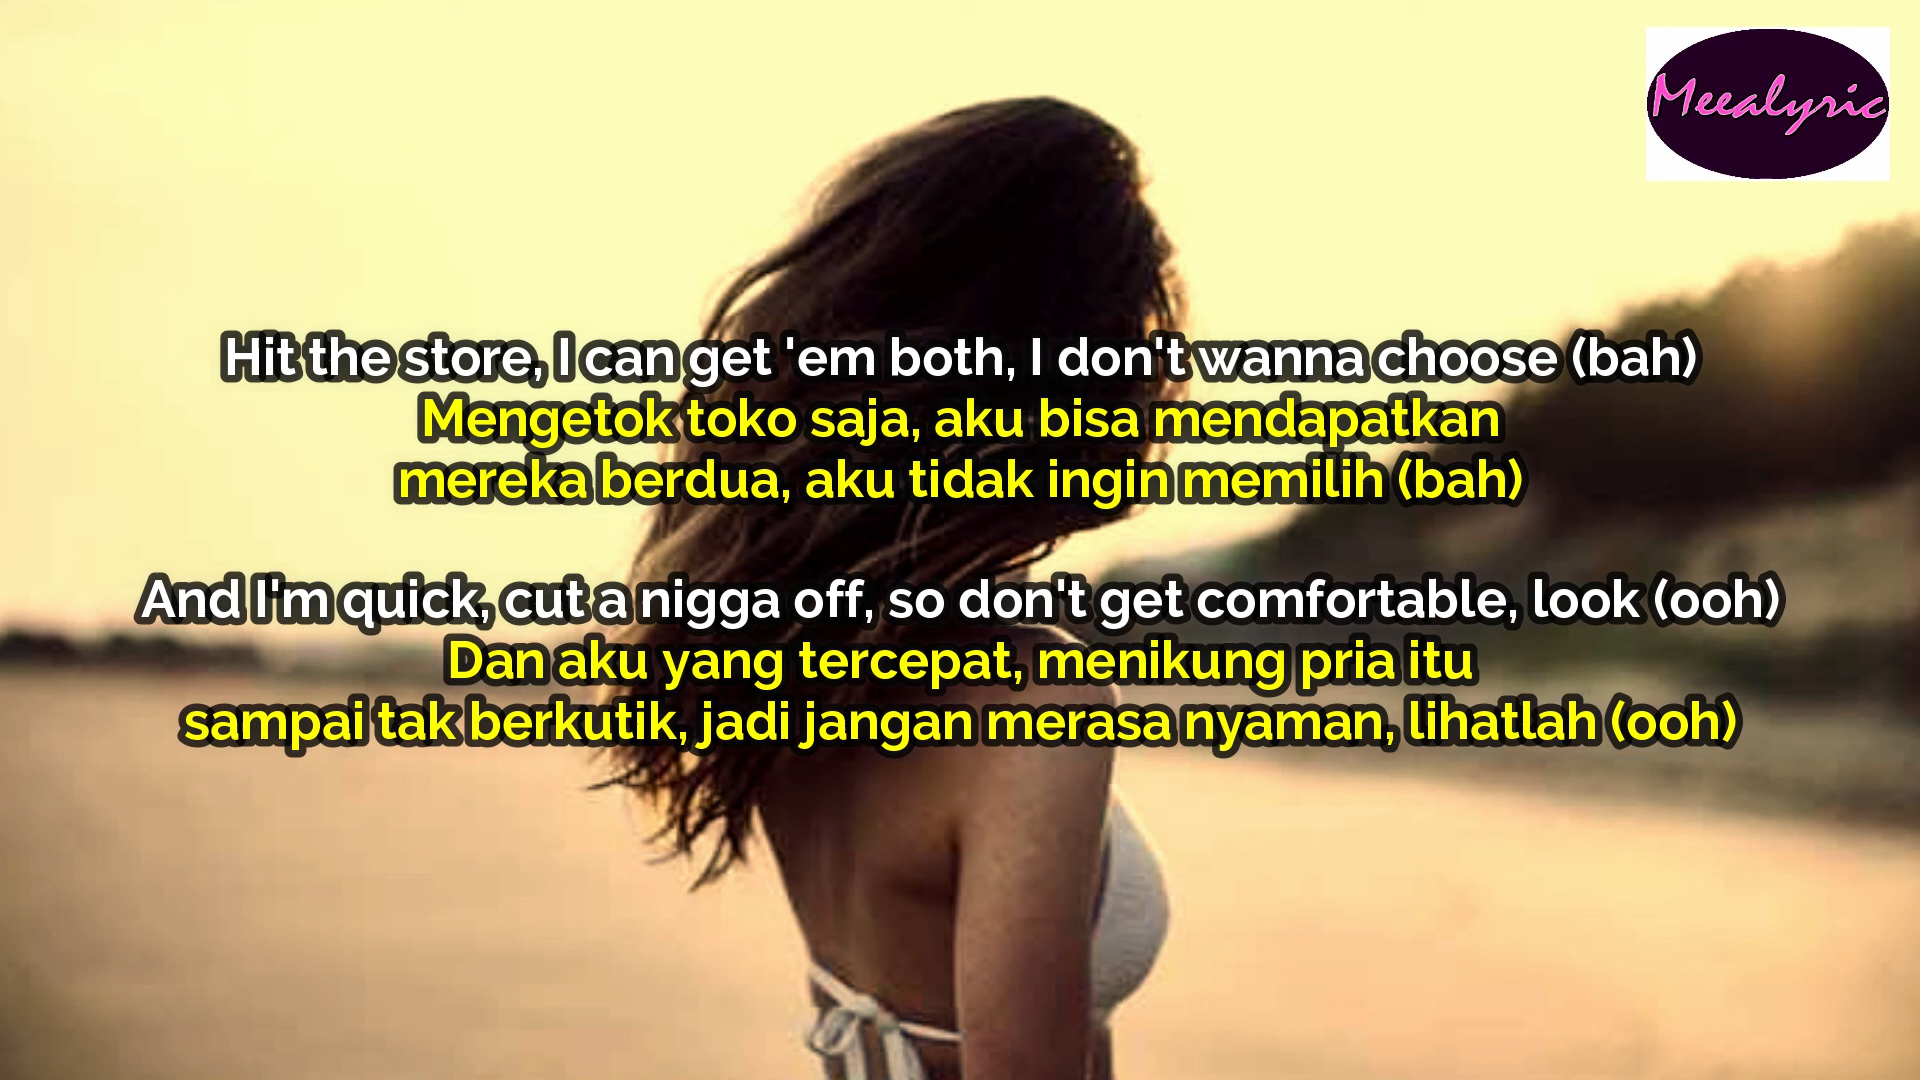 Meealyric
Hit the store, I can get 'em both, I don't wanna choose (bah)
Mengetok toko saja, aku bisa mendapatkan
mereka berdua, aku tidak ingin memilih (bah)
And I'm quick, cut a nigga off, so don't get comfortable, look (ooh)
Dan aku yang tercepat, menikung pria itu
sampai tak berkutik, jadi jangan merasa nyaman, lihatlah (ooh)